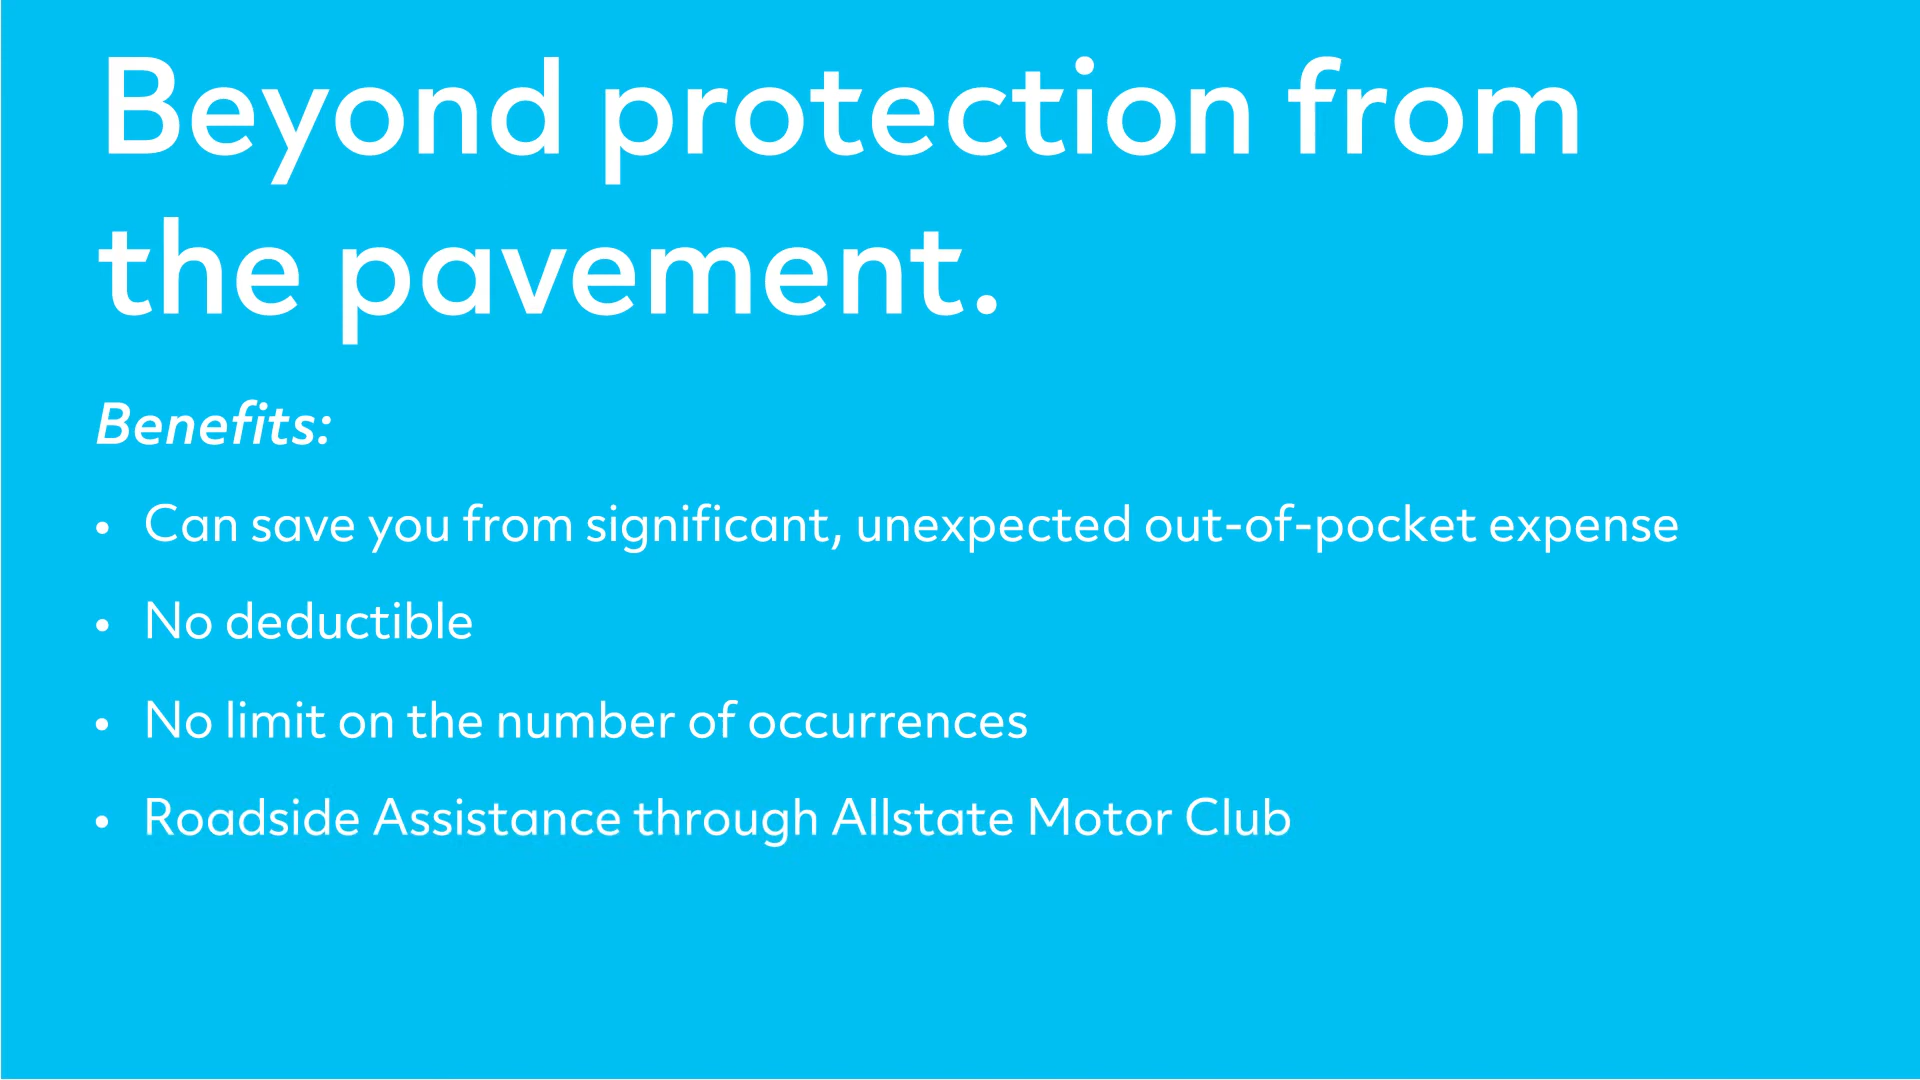 Beyond protection from
the pavement.
Benefits:
• Can save you from significant, unexpected out-of-pocket expense
• No deductible
• No limit on the number of occurrences
• Roadside Assistance through Allstate Motor Club